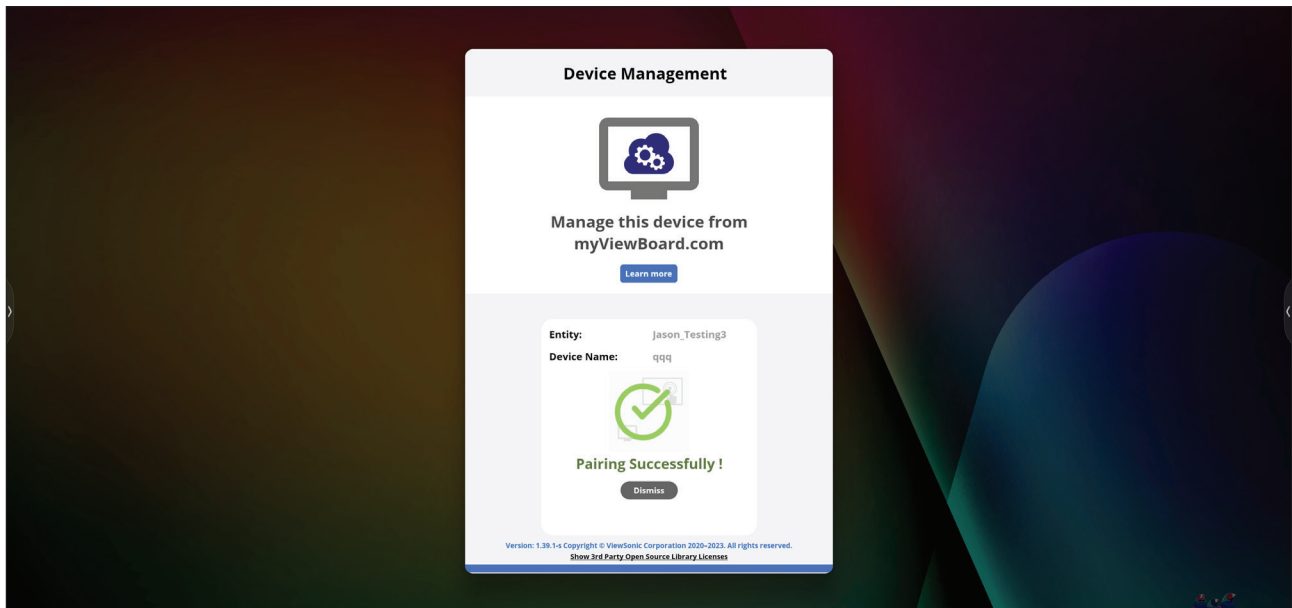 Device Management
Manage this device from
myViewBoard.com
Learn more
Entity: Jason_Testing3
Device Name: qqq
Pairing Successfully !
Dismiss
Version: 1.39.1-s Copyright © ViewSonic Corporation 2020–2023. All rights reserved.
Show 3rd Party Open Source Library Licenses